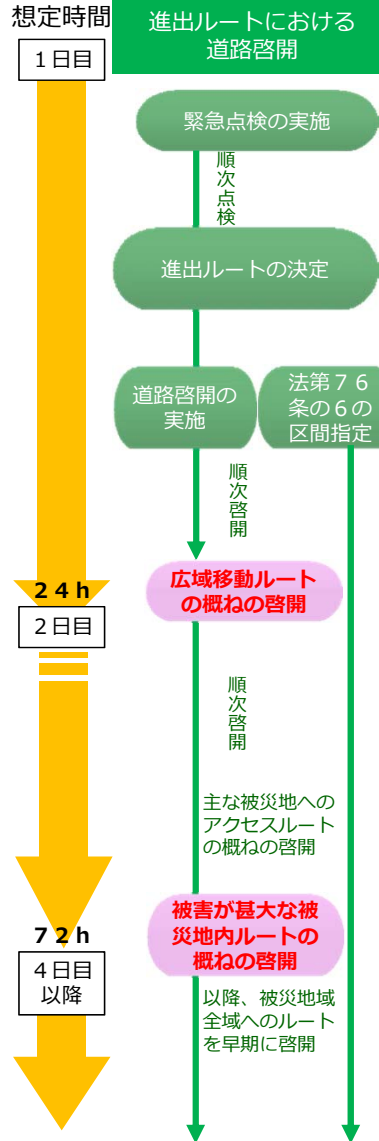 想定時間
進出ルートにおける
道路啓開
１日目
緊急点検の実施
順次点検
進出ルートの決定
道路啓開の
実施
法第７６
条の６の
区間指定
順次啓開
２４ｈ
広域移動ルート
の概ねの啓開
２日目
順次啓開
主な被災地への
アクセスルート
の概ねの啓開
７２ｈ
被害が甚大な被
災地内ルートの
概ねの啓開
４日目
以降
以降、被災地域
全域へのルート
を早期に啓開